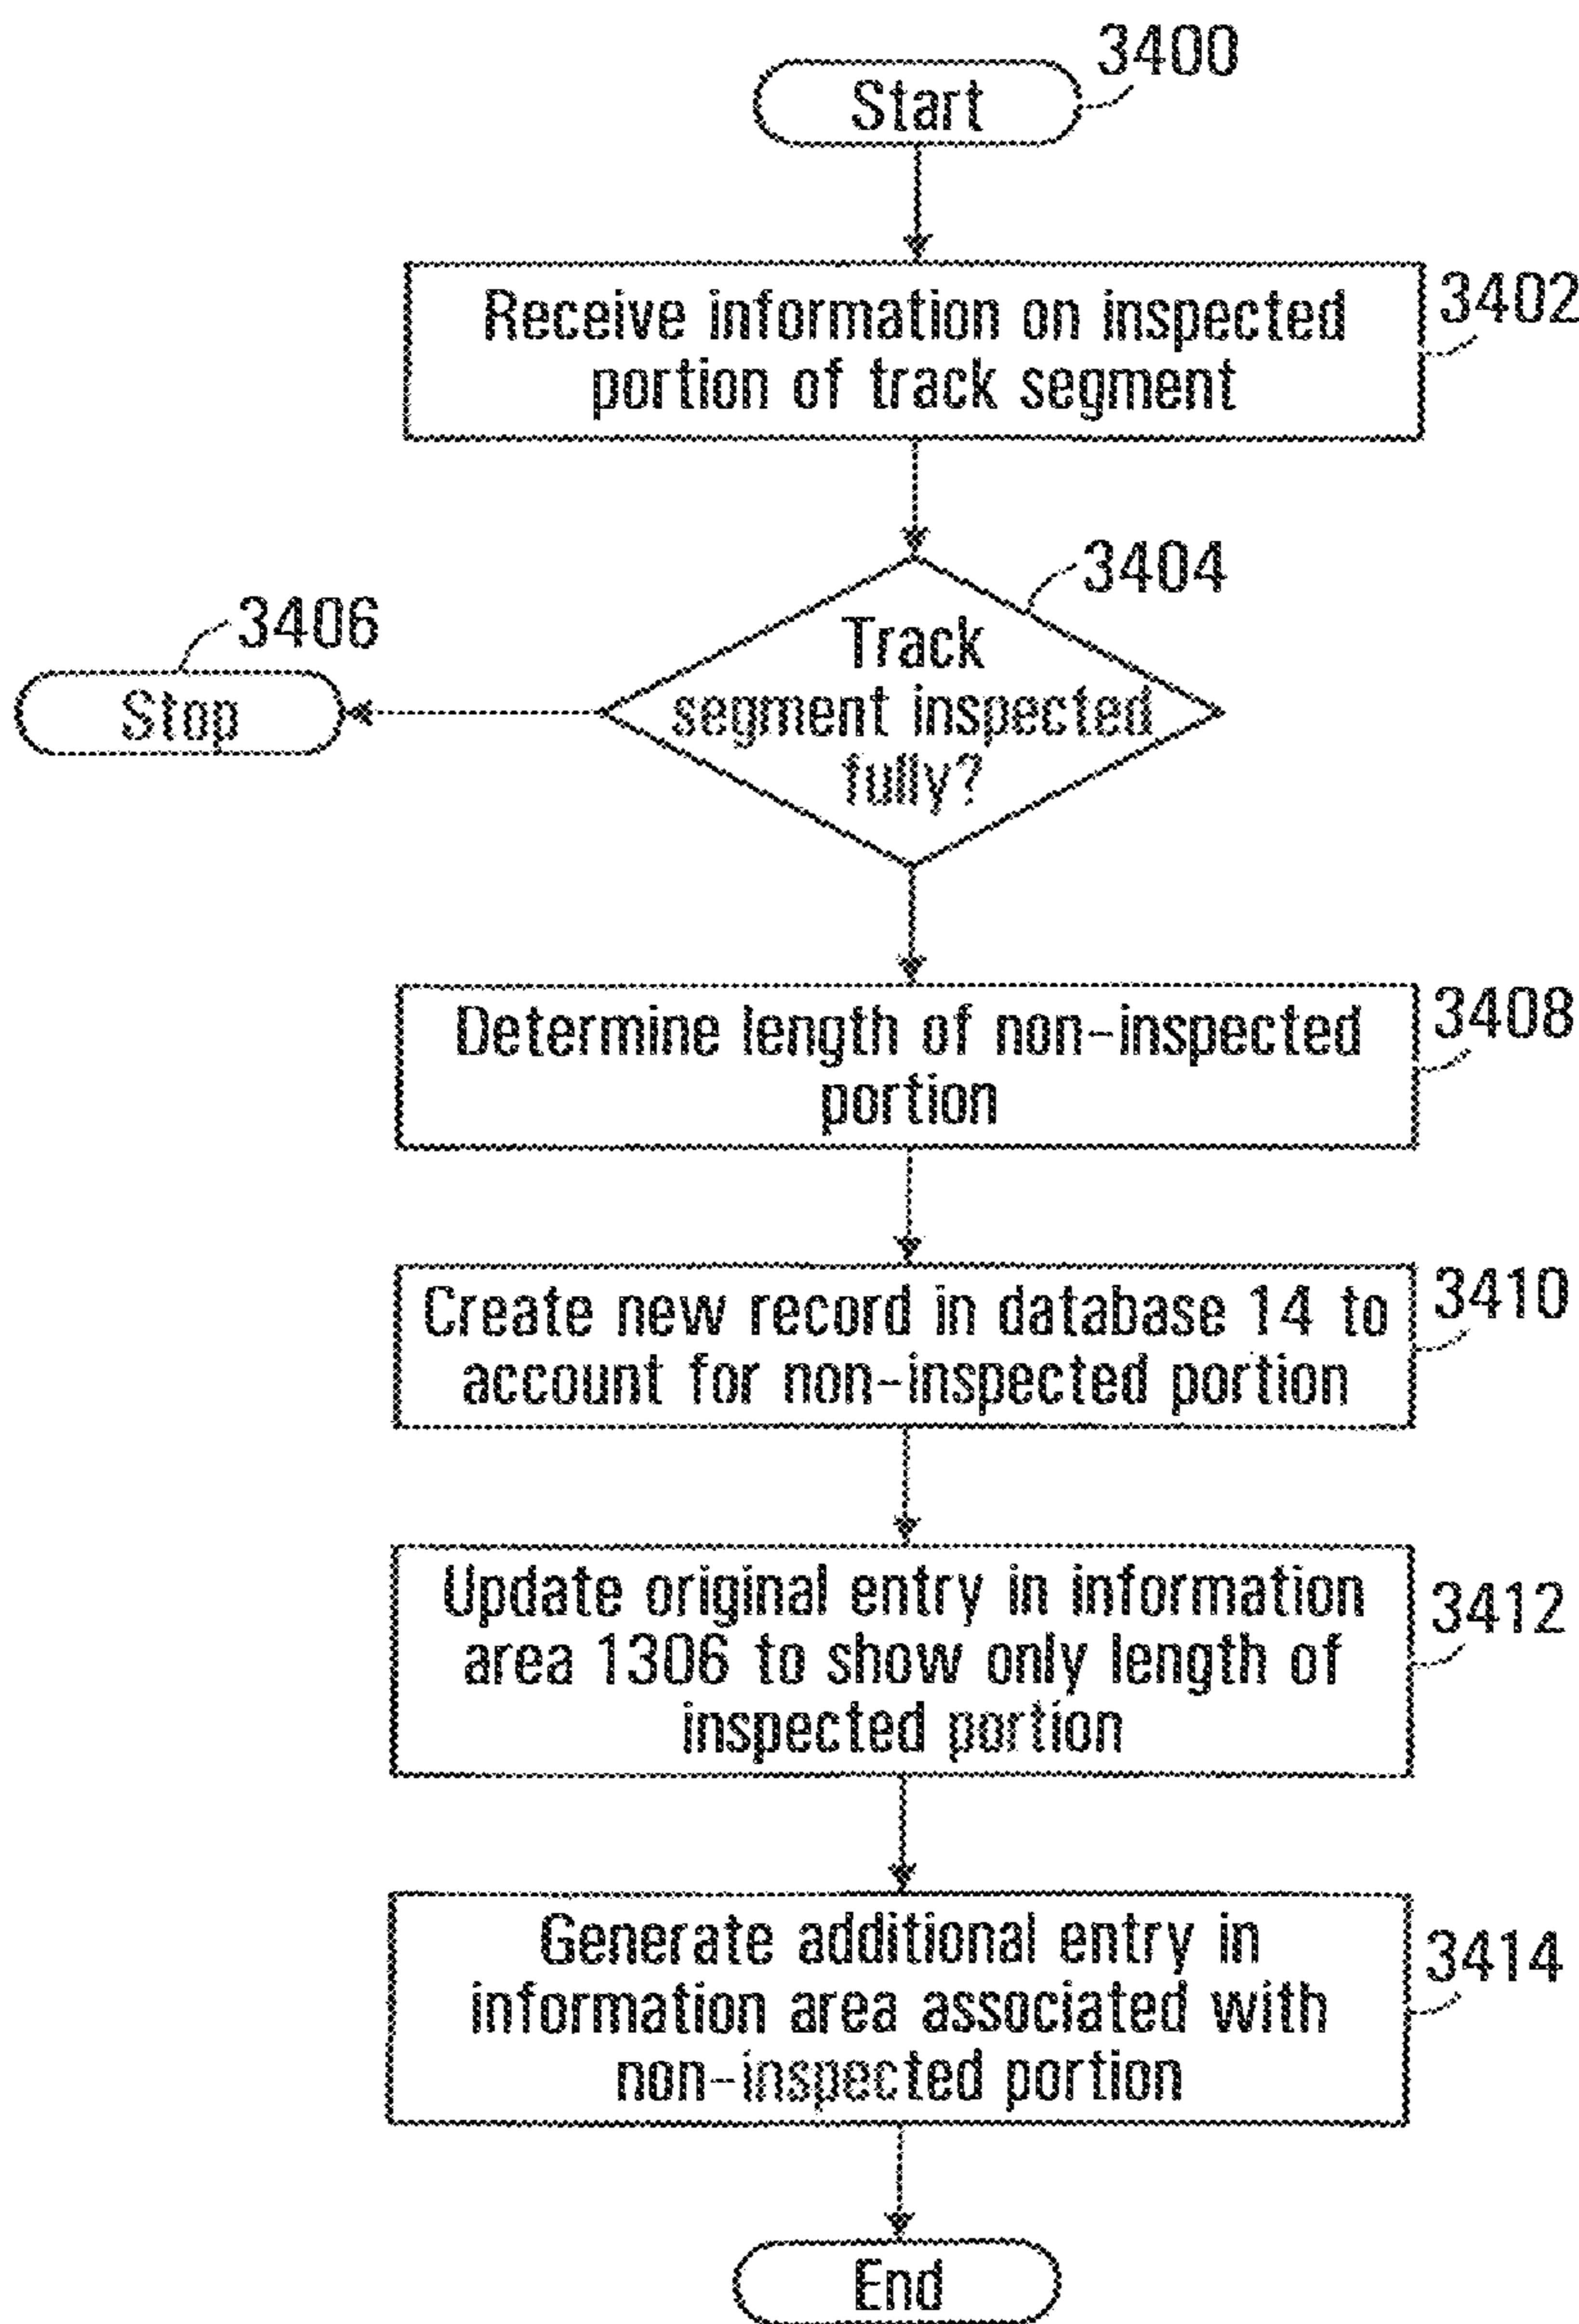 3400
Start
3402
Receive information on inspected
portion of track segment
3404
3406
Track
Stop
segment inspected
fully?
3408
Determine length of non-inspected
portion
3410
Create new record in database 14 to
account for non-inspected portion
Update original entry in information
3412
area 1306 to show only length of
inspected portion
Generate additional entry in
3414
information area associated with
non-inspected portion
End